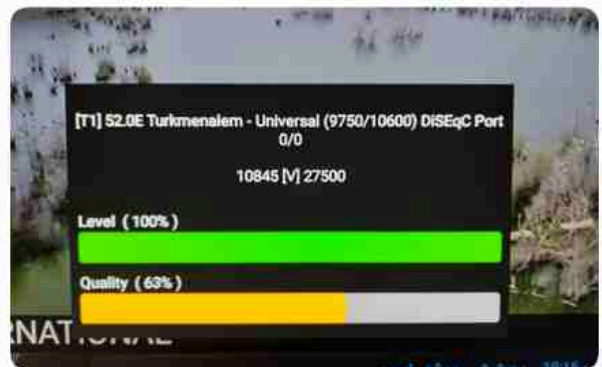 [T1] 52.0E Turkmenalem - Universal (9750/10600) DiSEqC Port
0/0
10845 [V] 27500
Level ( 100% )
Quality ( 63% )